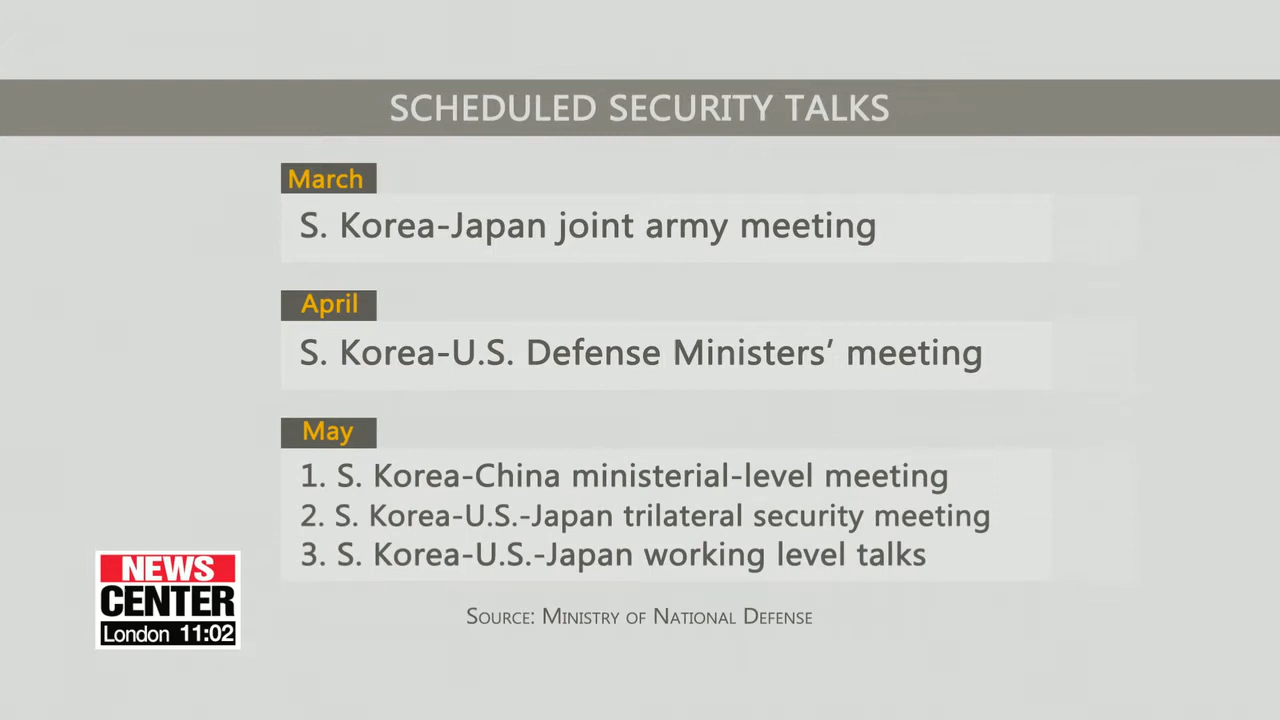 SCHEDULED SECURITY TALKS
March
S. Korea-Japan joint army meeting
April
S. Korea-U.S. Defense Ministers’ meeting
May
1. S. Korea-China ministerial-level meeting
2. S. Korea-U.S.-Japan trilateral security meeting
3. S. Korea-U.S.-Japan working level talks
Source: Ministry of National Defense
NEWS
CENTER
London 11:02